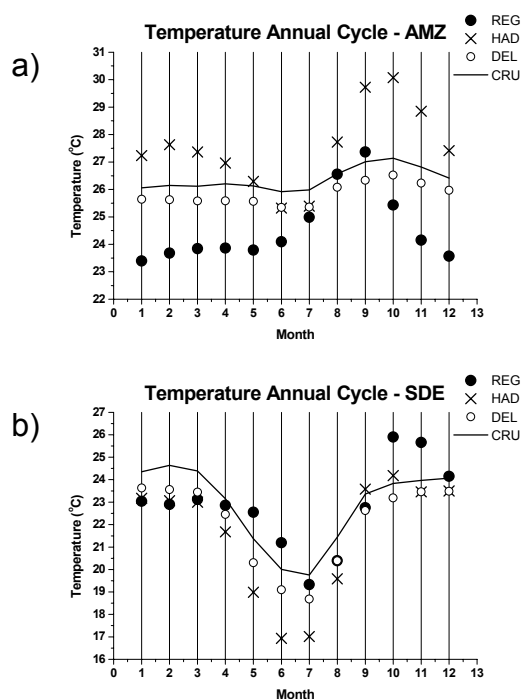 a)
Temperature Annual Cycle - AMZ
REG
HAD
DEL
CRU
31
30
29
28
27
26
25
24
23
22
Temperature (°C)
0 1 2 3 4 5 6 7 8 9 10 11 12 13
Month
b)
Temperature Annual Cycle - SDE
REG
HAD
DEL
CRU
27
26
25
24
23
22
21
20
19
18
17
16
Temperature (°C)
0 1 2 3 4 5 6 7 8 9 10 11 12 13
Month